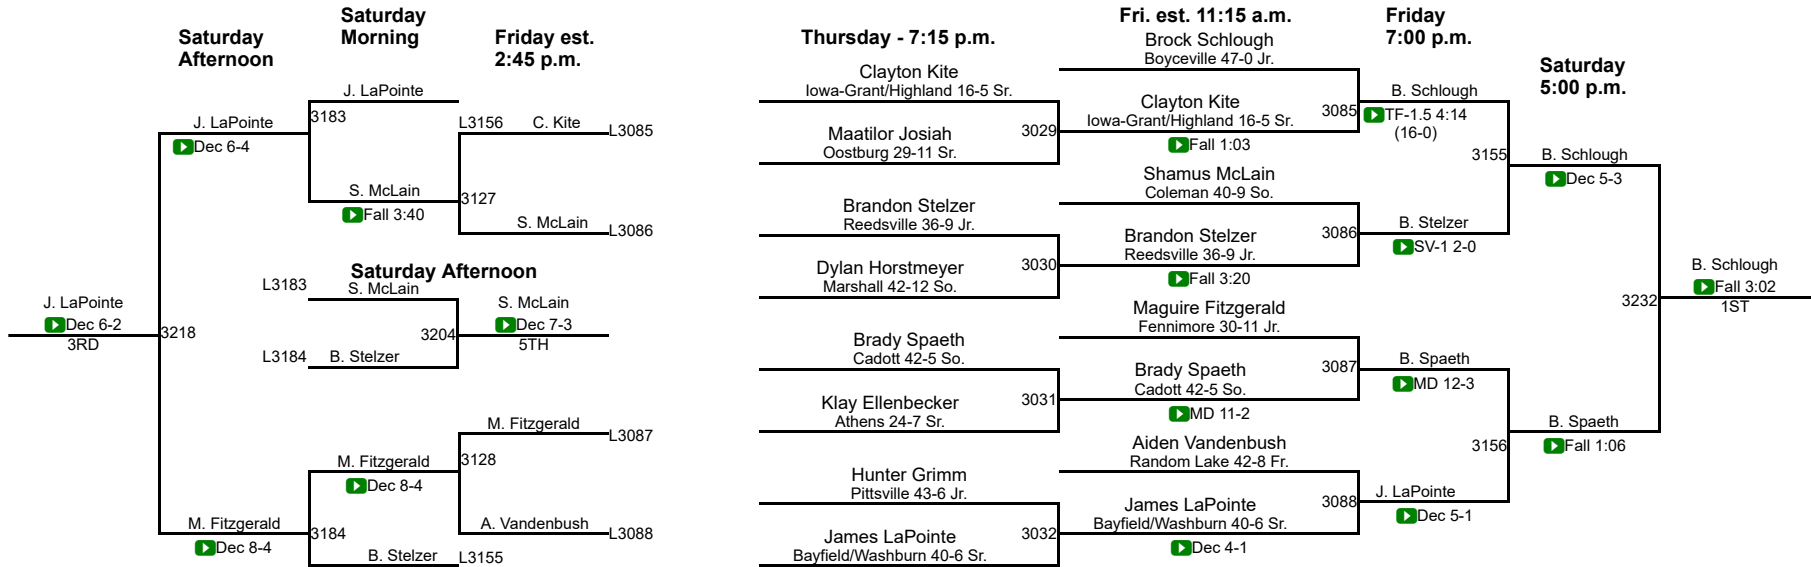 Saturday
Afternoon
Saturday
Morning
Friday est.
2:45 p.m.
J. LaPointe
3183
J. LaPointe
Dec 6-4
L3156
C. Kite
L3085
S. McLain
Fall 3:40
3127
S. McLain
L3086
Saturday Afternoon
L3183
S. McLain
J. LaPointe
Dec 6-2
3RD
3218
3204
S. McLain
Dec 7-3
5TH
L3184
B. Stelzer
M. Fitzgerald
L3087
M. Fitzgerald
Dec 8-4
3128
A. Vandenbush
L3088
M. Fitzgerald
Dec 8-4
3184
B. Stelzer
L3155
Thursday - 7:15 p.m.
Clayton Kite
Iowa-Grant/Highland 16-5 Sr.
Maatilor Josiah
Oostburg 29-11 Sr.
3029
Brandon Stelzer
Reedsville 36-9 Jr.
Dylan Horstmeyer
Marshall 42-12 So.
3030
Brady Spaeth
Cadott 42-5 So.
Klay Ellenbecker
Athens 24-7 Sr.
3031
Hunter Grimm
Pittsville 43-6 Jr.
James LaPointe
Bayfield/Washburn 40-6 Sr.
3032
Fri. est. 11:15 a.m.
Brock Schlough
Boyceville 47-0 Jr.
Clayton Kite
Iowa-Grant/Highland 16-5 Sr.
Fall 1:03
3085
Shamus McLain
Coleman 40-9 So.
Brandon Stelzer
Reedsville 36-9 Jr.
Fall 3:20
3086
Maguire Fitzgerald
Fennimore 30-11 Jr.
Brady Spaeth
Cadott 42-5 So.
MD 11-2
3087
Aiden Vandenbush
Random Lake 42-8 Fr.
James LaPointe
Bayfield/Washburn 40-6 Sr.
Dec 4-1
3088
Friday
7:00 p.m.
B. Schlough
TF-1.5 4:14
(16-0)
3155
B. Stelzer
SV-1 2-0
B. Spaeth
MD 12-3
3156
J. LaPointe
Dec 5-1
Saturday
5:00 p.m.
B. Schlough
Dec 5-3
3232
B. Spaeth
Fall 1:06
B. Schlough
Fall 3:02
1ST